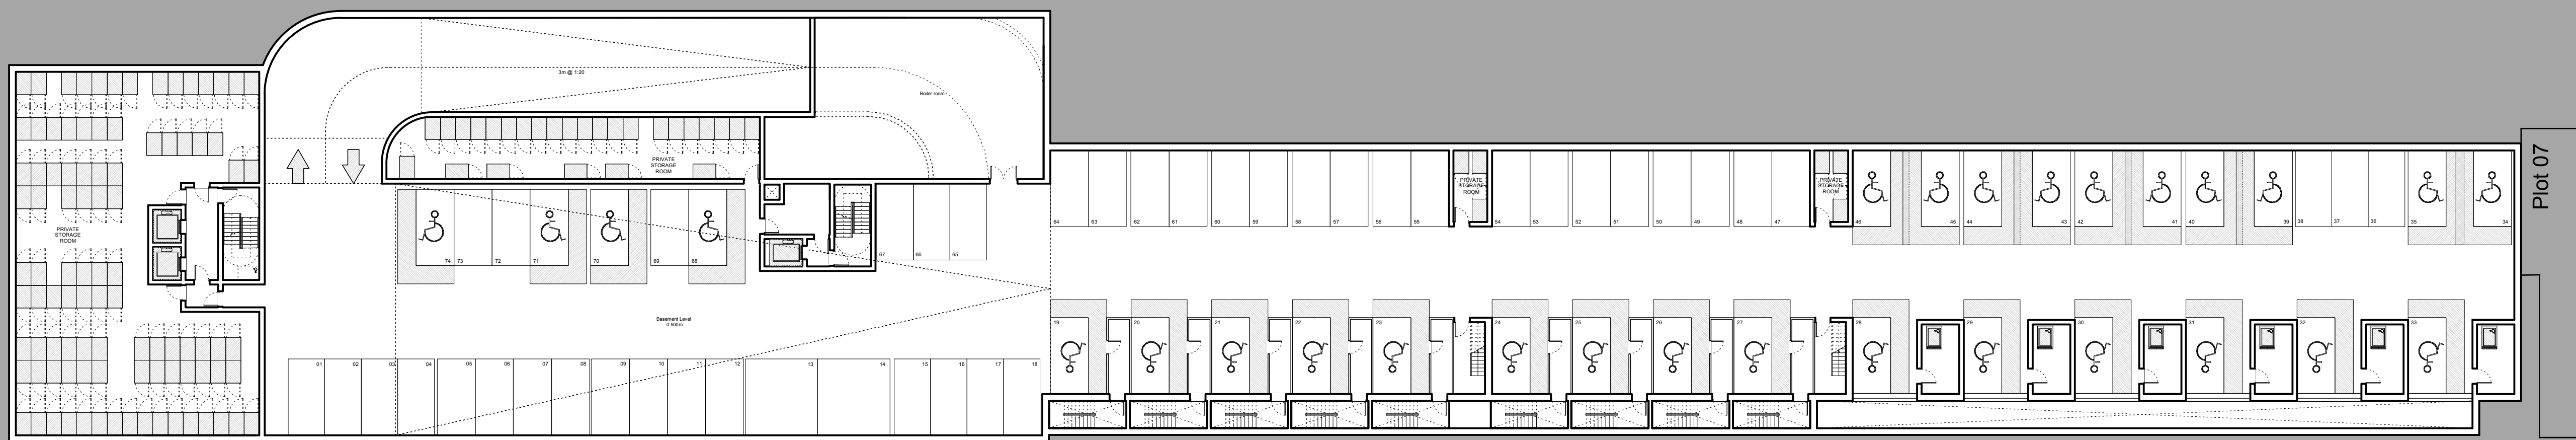 3m @ 1:20
Boiler room
Plot 07
PRIVATE
STORAGE
ROOM
PRIVATE
STORAGE
ROOM
PRIVATE
STORAGE
ROOM
PRIVATE
STORAGE
ROOM
64 63 62 61 60 59 58 57 56 55 54 53 52 51 50 49 48 47 46 45 44 43 42 41 40 39 38 37 36 35 34
74 73 72 71 70 69 68 67 66 65
Basement Level
-0.500m
19 20 21 22 23 24 25 26 27 28 29 30 31 32 33
01 02 03 04 05 06 07 08 09 10 11 12 13 14 15 16 17 18